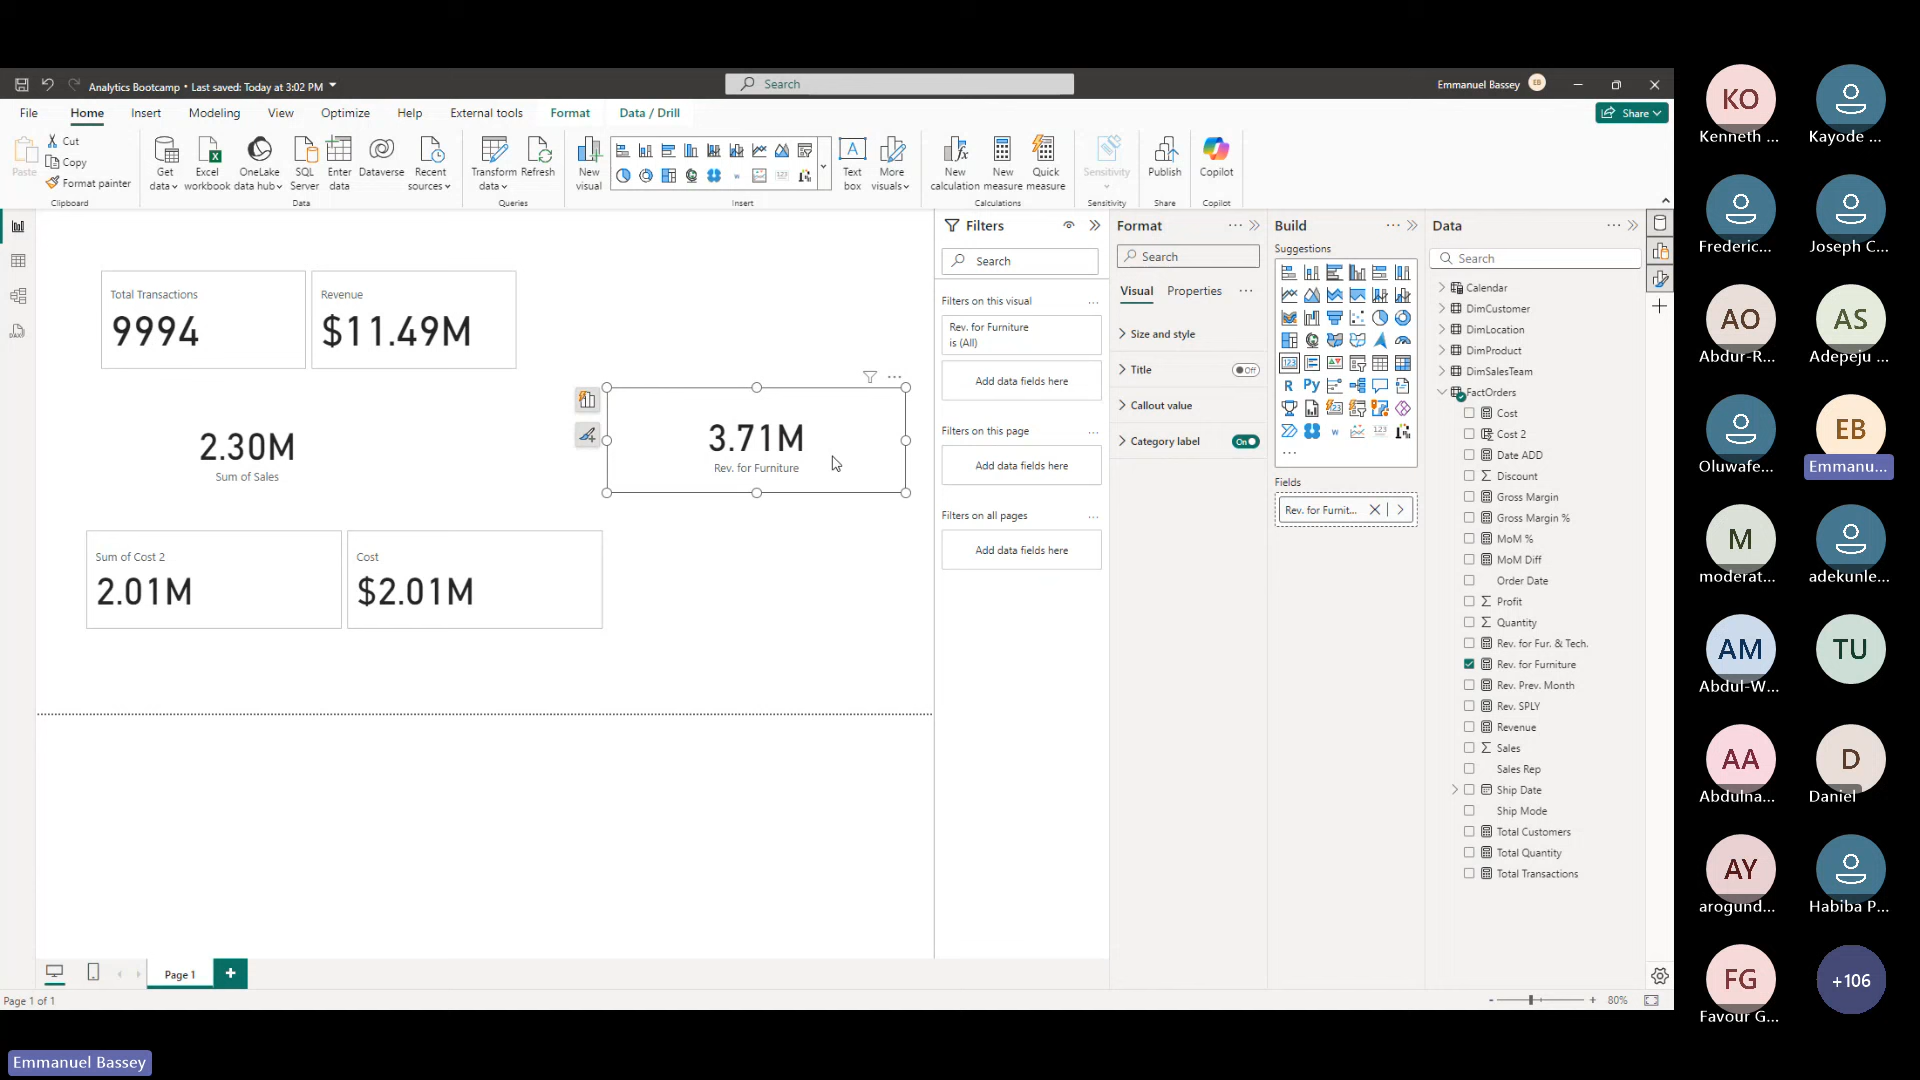 Analytics Bootcamp • Last saved: Today at 3:02 PM
Search
Emmanuel Bassey
EB
File
Home
Insert
Modeling
View
Optimize
Help
External tools
Format
Data / Drill
Share
Paste
Cut
Copy
Format painter
Clipboard
Get data
Excel workbook
OneLake data hub
SQL Server
Enter data
Dataverse
Recent sources
Data
Transform data
Refresh
Queries
New visual
Text box
More visuals
Insert
New calculation
New measure
Quick measure
Calculations
Sensitivity
Sensitivity
Publish
Share
Copilot
Copilot
Total Transactions
9994
Revenue
$11.49M
2.30M
Sum of Sales
3.71M
Rev. for Furniture
Sum of Cost 2
2.01M
Cost
$2.01M
Filters
Search
Filters on this visual
Rev. for Furniture
is (All)
Add data fields here
Filters on this page
Add data fields here
Filters on all pages
Add data fields here
Format
Search
Visual
Properties
Size and style
Title
Off
Callout value
Category label
On
Build
Suggestions
R
Py
Fields
Rev. for Furnit...
Data
Search
Calendar
DimCustomer
DimLocation
DimProduct
DimSalesTeam
FactOrders
Cost
Cost 2
Date ADD
Discount
Gross Margin
Gross Margin %
MoM %
MoM Diff
Order Date
Profit
Quantity
Rev. for Fur. & Tech.
Rev. for Furniture
Rev. Prev. Month
Rev. SPLY
Revenue
Sales
Sales Rep
Ship Date
Ship Mode
Total Customers
Total Quantity
Total Transactions
Page 1
Page 1 of 1
80%
KO
Kenneth ...
Kayode ...
Frederic...
Joseph C...
AO
Abdur-R...
AS
Adepeju ...
Oluwafe...
EB
Emmanu...
M
moderat...
adekunle...
AM
Abdul-W...
TU
AA
Abdulna...
D
Daniel
AY
arogund...
Habiba P...
FG
Favour G...
+106
Emmanuel Bassey